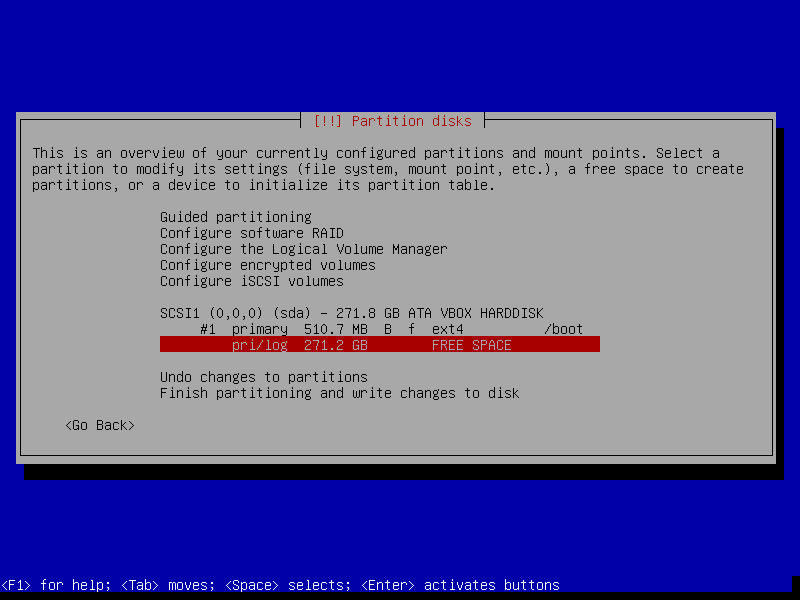 [!!] Partition disks
This is an overview of your currently configured partitions and mount points. Select a
partition to modify its settings (file system, mount point, etc.), a free space to create
partitions, or a device to initialize its partition table.
Guided partitioning
Configure software RAID
Configure the Logical Volume Manager
Configure encrypted volumes
Configure iSCSI volumes
SCSI1 (0,0,0) (sda) - 271.8 GB ATA VBOX HARDDISK
#1 primary 510.7 MB B f ext4 /boot
pri/log 271.2 GB FREE SPACE
Undo changes to partitions
Finish partitioning and write changes to disk
<Go Back>
<F1> for help; <Tab> moves; <Space> selects; <Enter> activates buttons